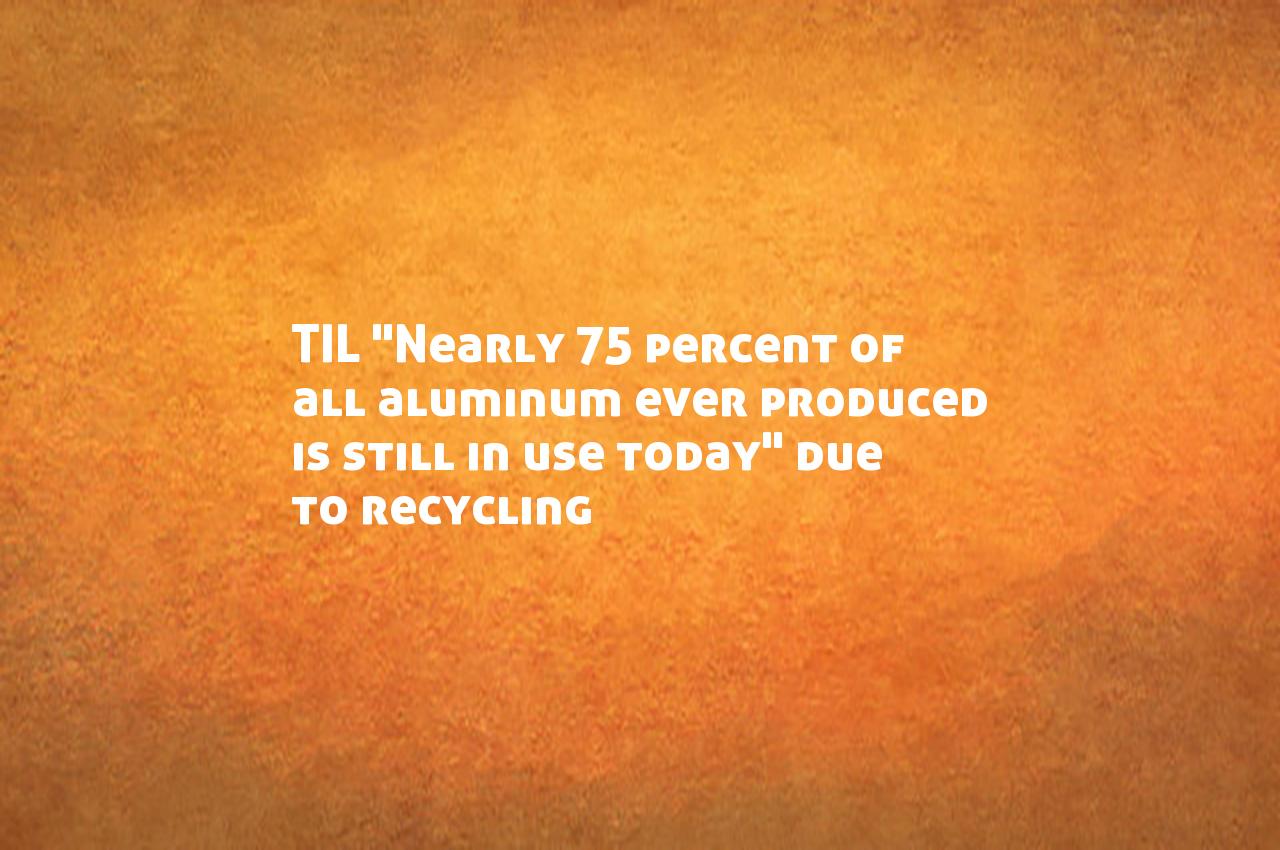 TIL "Nearly 75 percent of
all aluminum ever produced
is still in use today" due
to recycling